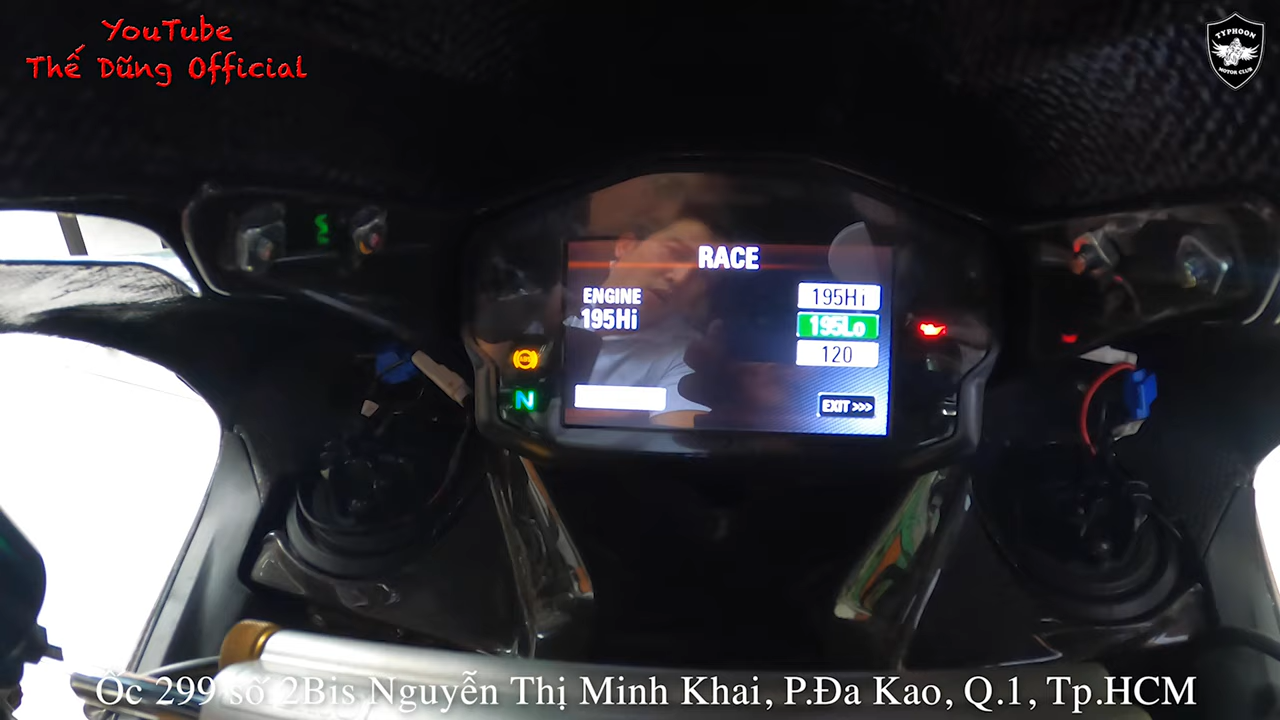 YouTube
Thế Dũng Official
TYPHOON
MOTOR CLUB
RACE
ENGINE
195Hi
195Hi
195Lo
120
EXIT >>>
ABS
N
Ốc 299 số 2Bis Nguyễn Thị Minh Khai, P.Đa Kao, Q.1, Tp.HCM